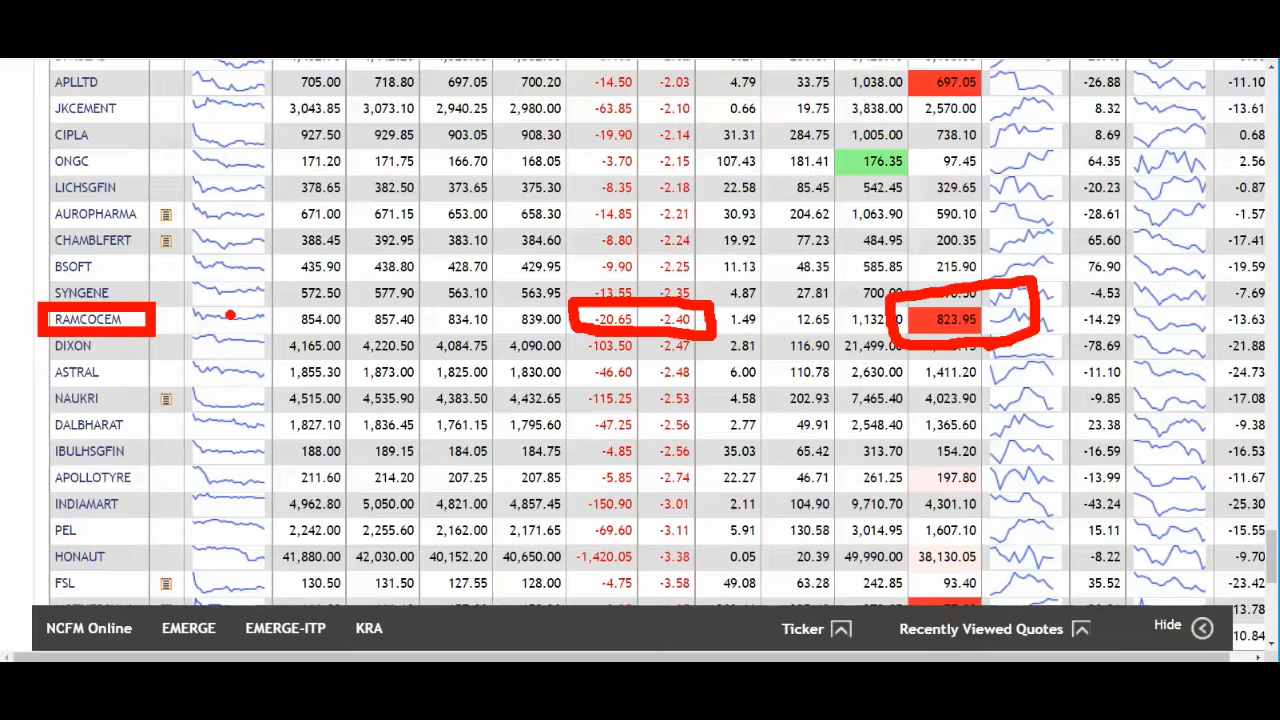 APLLTD 705.00 718.80 697.05 700.20 -14.50 -2.03 4.79 33.75 1,038.00 697.05 -26.88 -11.10
JKCEMENT 3,043.85 3,073.10 2,940.25 2,980.00 -63.85 -2.10 0.66 19.75 3,838.00 2,570.00 8.32 -13.61
CIPLA 927.50 929.85 903.05 908.30 -19.90 -2.14 31.31 284.75 1,005.00 738.10 8.69 0.68
ONGC 171.20 171.75 166.70 168.05 -3.70 -2.15 107.43 181.41 176.35 97.45 64.35 2.56
LICHSGFIN 378.65 382.50 373.65 375.30 -8.35 -2.18 22.58 85.45 542.45 329.65 -20.23 -0.87
AUROPHARMA 671.00 671.15 653.00 658.30 -14.85 -2.21 30.93 204.62 1,063.90 590.10 -28.61 -1.57
CHAMBLFERT 388.45 392.95 383.10 384.60 -8.80 -2.24 19.92 77.23 484.95 200.35 65.60 -17.41
BSOFT 435.90 438.80 428.70 429.95 -9.90 -2.25 11.13 48.35 585.85 215.90 76.90 -19.59
SYNGENE 572.50 577.90 563.10 563.95 -13.55 -2.35 4.87 27.81 -4.53 -7.69
RAMCOCEM 854.00 857.40 834.10 839.00 -20.65 -2.40 1.49 12.65 823.95 -14.29 -13.63
DIXON 4,165.00 4,220.50 4,084.75 4,090.00 -103.50 -2.47 2.81 116.90 21,499.00 -78.69 -21.88
ASTRAL 1,855.30 1,873.00 1,825.00 1,830.00 -46.60 -2.48 6.00 110.78 2,630.00 1,411.20 -11.10 -24.73
NAUKRI 4,515.00 4,535.90 4,383.50 4,432.65 -115.25 -2.53 4.58 202.93 7,465.40 4,023.90 -9.85 -17.08
DALBHARAT 1,827.10 1,836.45 1,761.15 1,795.60 -47.25 -2.56 2.77 49.91 2,548.40 1,365.60 23.38 -9.38
IBULHSGFIN 188.00 189.15 184.05 184.75 -4.85 -2.56 35.03 65.42 313.70 154.20 -16.59 -16.53
APOLLOTYRE 211.60 214.20 207.25 207.85 -5.85 -2.74 22.27 46.71 261.25 197.80 -13.99 -11.67
INDIAMART 4,962.80 5,050.00 4,821.00 4,857.45 -150.90 -3.01 2.11 104.90 9,710.70 4,301.10 -43.24 -25.30
PEL 2,242.00 2,255.60 2,162.00 2,171.65 -69.60 -3.11 5.91 130.58 3,014.95 1,607.10 15.11 -15.55
HONAUT 41,880.00 42,030.00 40,152.20 40,650.00 -1,420.05 -3.38 0.05 20.39 49,990.00 38,130.05 -8.22 -9.70
FSL 130.50 131.50 127.55 128.00 -4.75 -3.58 49.08 63.28 242.85 93.40 35.52 -23.42
13.78
NCFM Online EMERGE EMERGE-ITP KRA Ticker Recently Viewed Quotes Hide
10.84